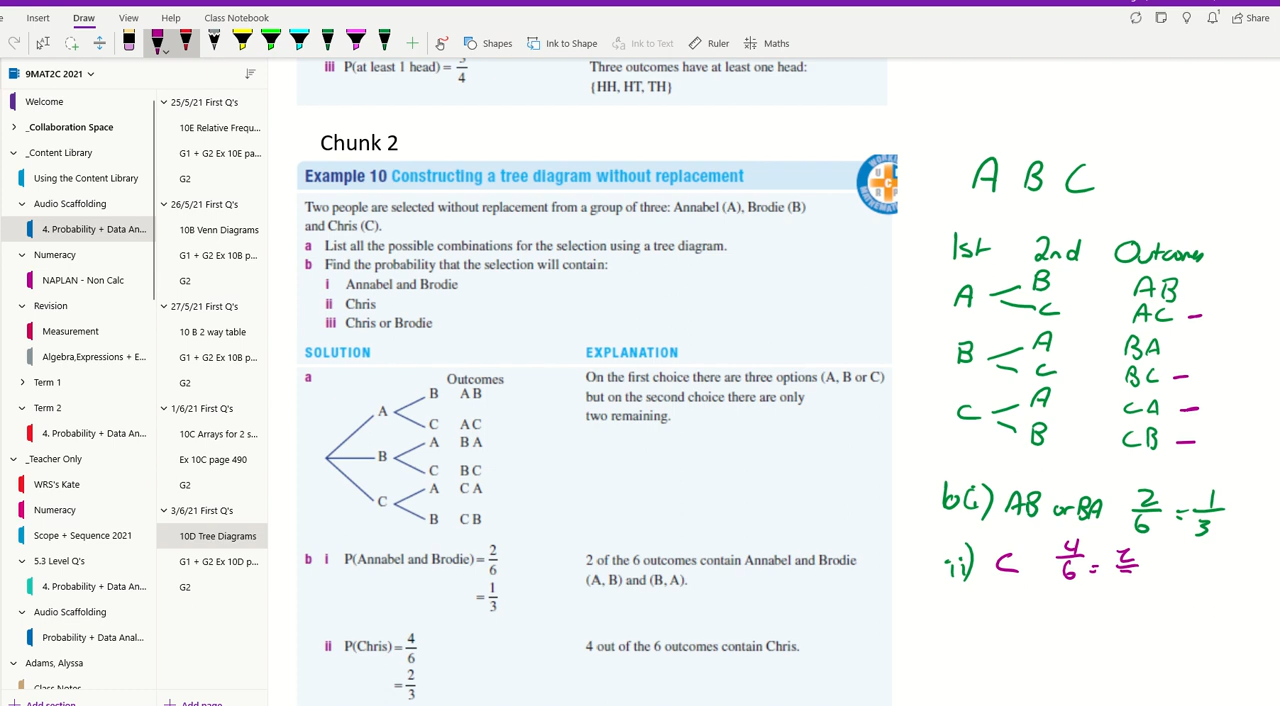 Insert Draw View Help Class Notebook
Share
Shapes Ink to Shape Ink to Text Ruler Maths
9MAT2C 2021
Welcome
_Collaboration Space
_Content Library
Using the Content Library
Audio Scaffolding
4. Probability + Data An...
Numeracy
NAPLAN - Non Calc
Revision
Measurement
Algebra,Expressions + E...
Term 1
Term 2
4. Probability + Data An...
_Teacher Only
WRS's Kate
Numeracy
Scope + Sequence 2021
5.3 Level Q's
4. Probability + Data An...
Audio Scaffolding
Probability + Data Anal...
Adams, Alyssa
Class Notes
Add section
25/5/21 First Q's
10E Relative Frequ...
G1 + G2 Ex 10E pa...
G2
26/5/21 First Q's
10B Venn Diagrams
G1 + G2 Ex 10B p...
G2
27/5/21 First Q's
10 B 2 way table
G1 + G2 Ex 10B p...
G2
1/6/21 First Q's
10C Arrays for 2 s...
Ex 10C page 490
G2
3/6/21 First Q's
10D Tree Diagrams
G1 + G2 Ex 10D p...
G2
Add page
iii P(at least 1 head) = 3/4 Three outcomes have at least one head:
{HH, HT, TH}
Chunk 2
Example 10 Constructing a tree diagram without replacement
Two people are selected without replacement from a group of three: Annabel (A), Brodie (B)
and Chris (C).
a List all the possible combinations for the selection using a tree diagram.
b Find the probability that the selection will contain:
i Annabel and Brodie
ii Chris
iii Chris or Brodie
SOLUTION EXPLANATION
a Outcomes
A B A B
C A C
B A B A
C B C
C A C A
B C B
On the first choice there are three options (A, B or C)
but on the second choice there are only
two remaining.
b i P(Annabel and Brodie) = 2/6 2 of the 6 outcomes contain Annabel and Brodie
= 1/3 (A, B) and (B, A).
ii P(Chris) = 4/6 4 out of the 6 outcomes contain Chris.
= 2/3
A B C
1st 2nd Outcomes
A B AB
C AC –
B A BA
C BC –
C A CA –
B CB –
b(i) AB or BA 2/6 = 1/3
ii) C 4/6 = 2